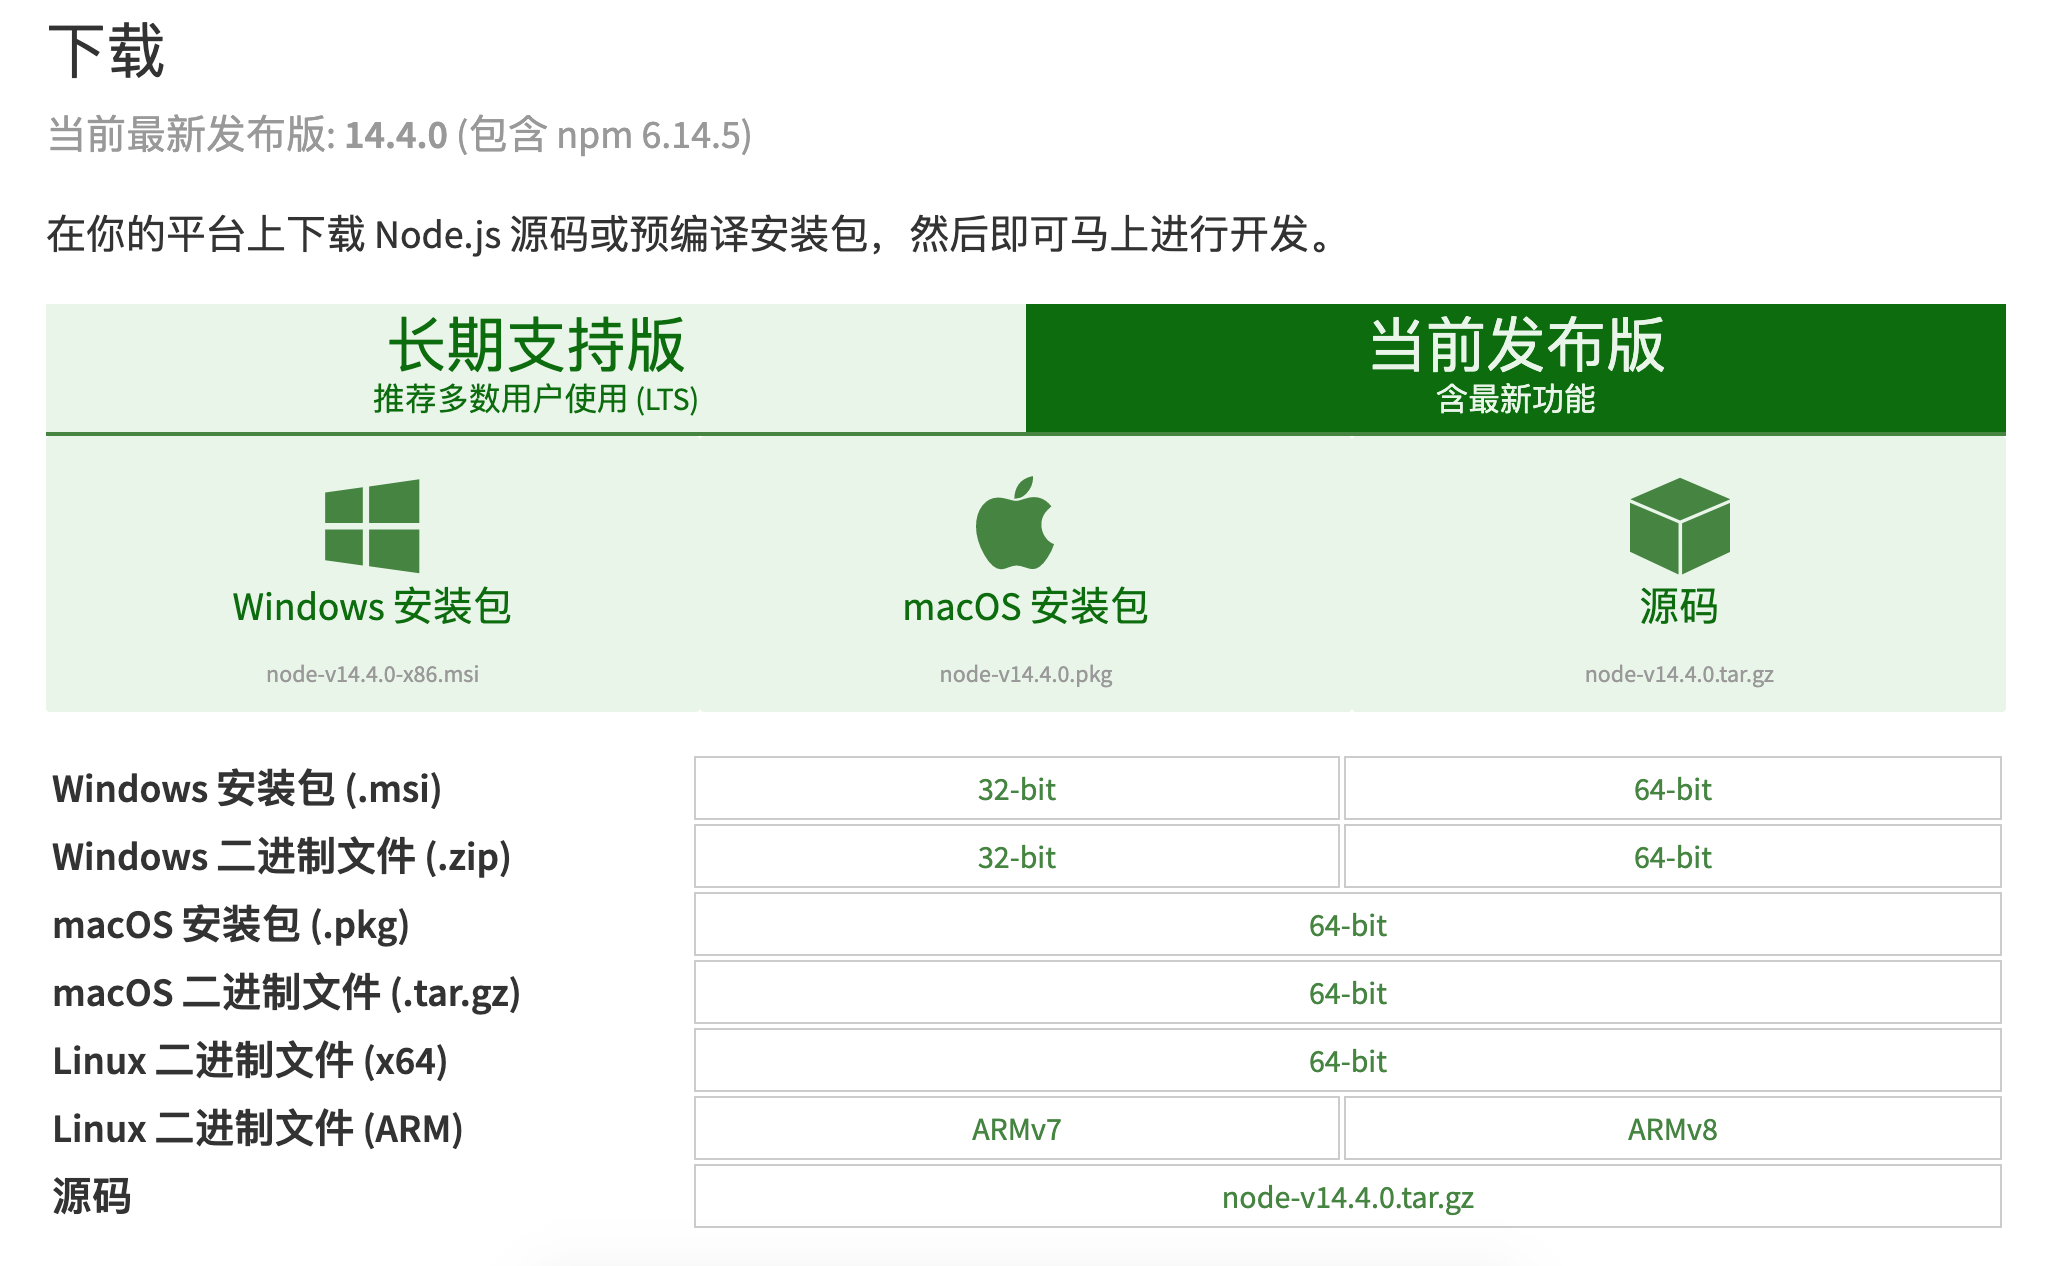 下载
当前最新发布版: 14.4.0 (包含 npm 6.14.5)
在你的平台上下载 Node.js 源码或预编译安装包，然后即可马上进行开发。
长期支持版
推荐多数用户使用 (LTS)
当前发布版
含最新功能
Windows 安装包
node-v14.4.0-x86.msi
macOS 安装包
node-v14.4.0.pkg
源码
node-v14.4.0.tar.gz
Windows 安装包 (.msi) 32-bit 64-bit
Windows 二进制文件 (.zip) 32-bit 64-bit
macOS 安装包 (.pkg) 64-bit
macOS 二进制文件 (.tar.gz) 64-bit
Linux 二进制文件 (x64) 64-bit
Linux 二进制文件 (ARM) ARMv7 ARMv8
源码 node-v14.4.0.tar.gz